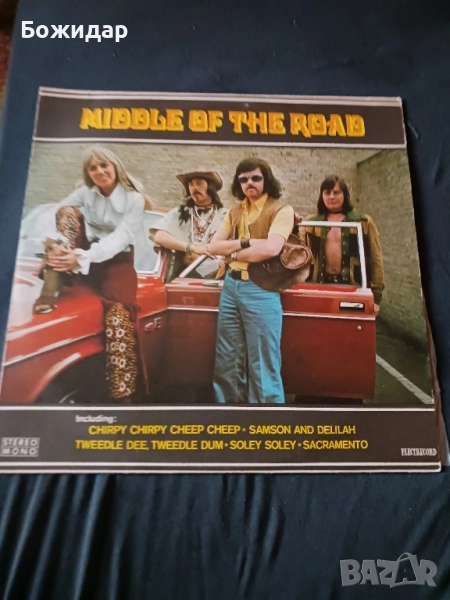 Божидар
MIDDLE OF THE ROAD
Including:
CHIRPY CHIRPY CHEEP CHEEP • SAMSON AND DELILAH
TWEEDLE DEE, TWEEDLE DUM • SOLEY SOLEY • SACRAMENTO
STEREO
MONO
ELECTRECORD
BAZAR